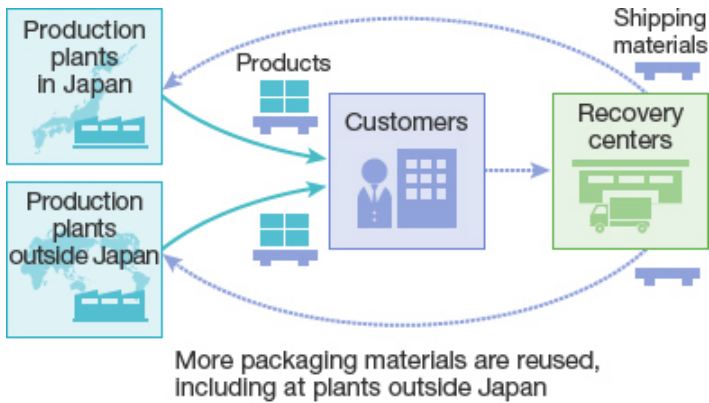 Production
plants
in Japan
Products
Shipping
materials
Customers
Recovery
centers
Production
plants
outside Japan
More packaging materials are reused,
including at plants outside Japan